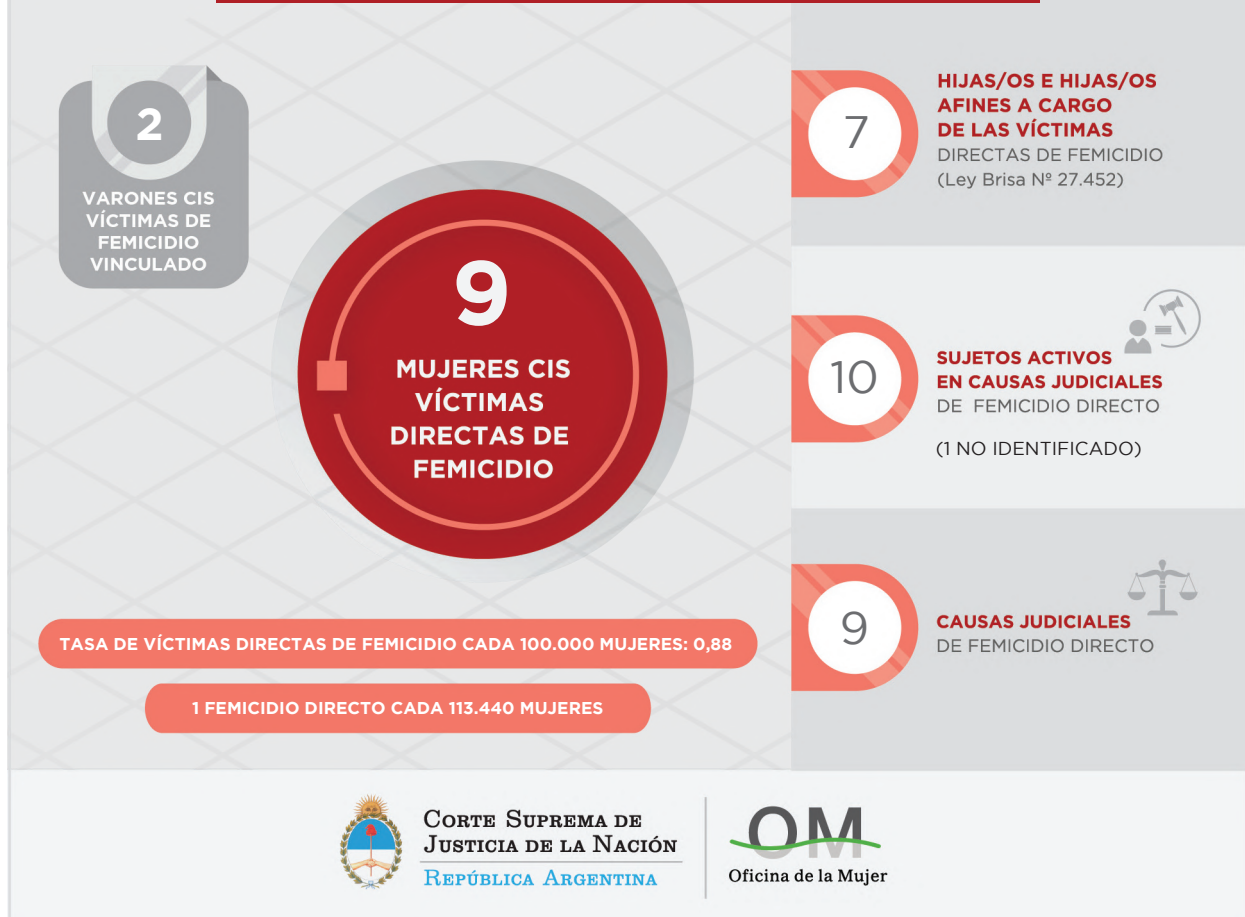 2
VARONES CIS
VÍCTIMAS DE
FEMICIDIO
VINCULADO
9
MUJERES CIS
VÍCTIMAS
DIRECTAS DE
FEMICIDIO
TASA DE VÍCTIMAS DIRECTAS DE FEMICIDIO CADA 100.000 MUJERES: 0,88
1 FEMICIDIO DIRECTO CADA 113.440 MUJERES
7
HIJAS/OS E HIJAS/OS
AFINES A CARGO
DE LAS VÍCTIMAS
DIRECTAS DE FEMICIDIO
(Ley Brisa Nº 27.452)
10
SUJETOS ACTIVOS
EN CAUSAS JUDICIALES
DE FEMICIDIO DIRECTO
(1 NO IDENTIFICADO)
9
CAUSAS JUDICIALES
DE FEMICIDIO DIRECTO
CORTE SUPREMA DE
JUSTICIA DE LA NACIÓN
REPÚBLICA ARGENTINA
OM
Oficina de la Mujer